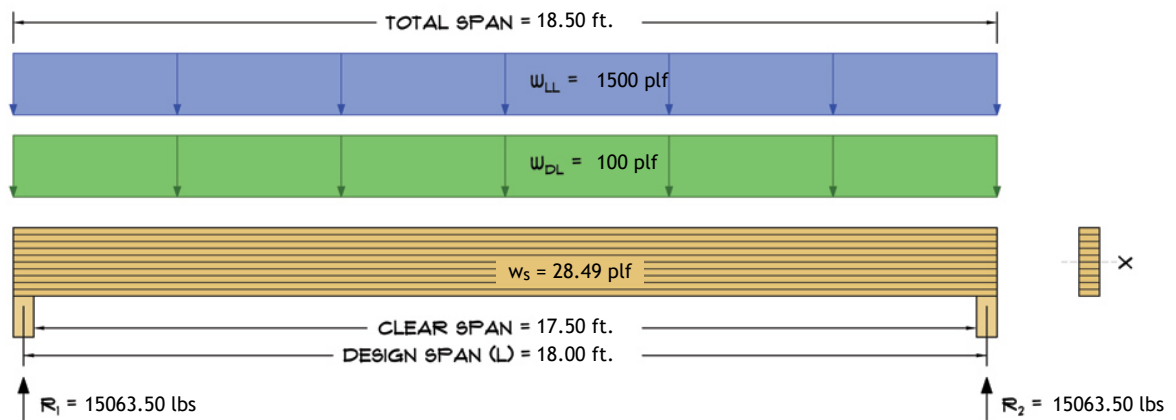 TOTAL SPAN = 18.50 ft.
WLL = 1500 plf
WDL = 100 plf
ws = 28.49 plf
X
CLEAR SPAN = 17.50 ft.
DESIGN SPAN (L) = 18.00 ft.
R1 = 15063.50 lbs
R2 = 15063.50 lbs